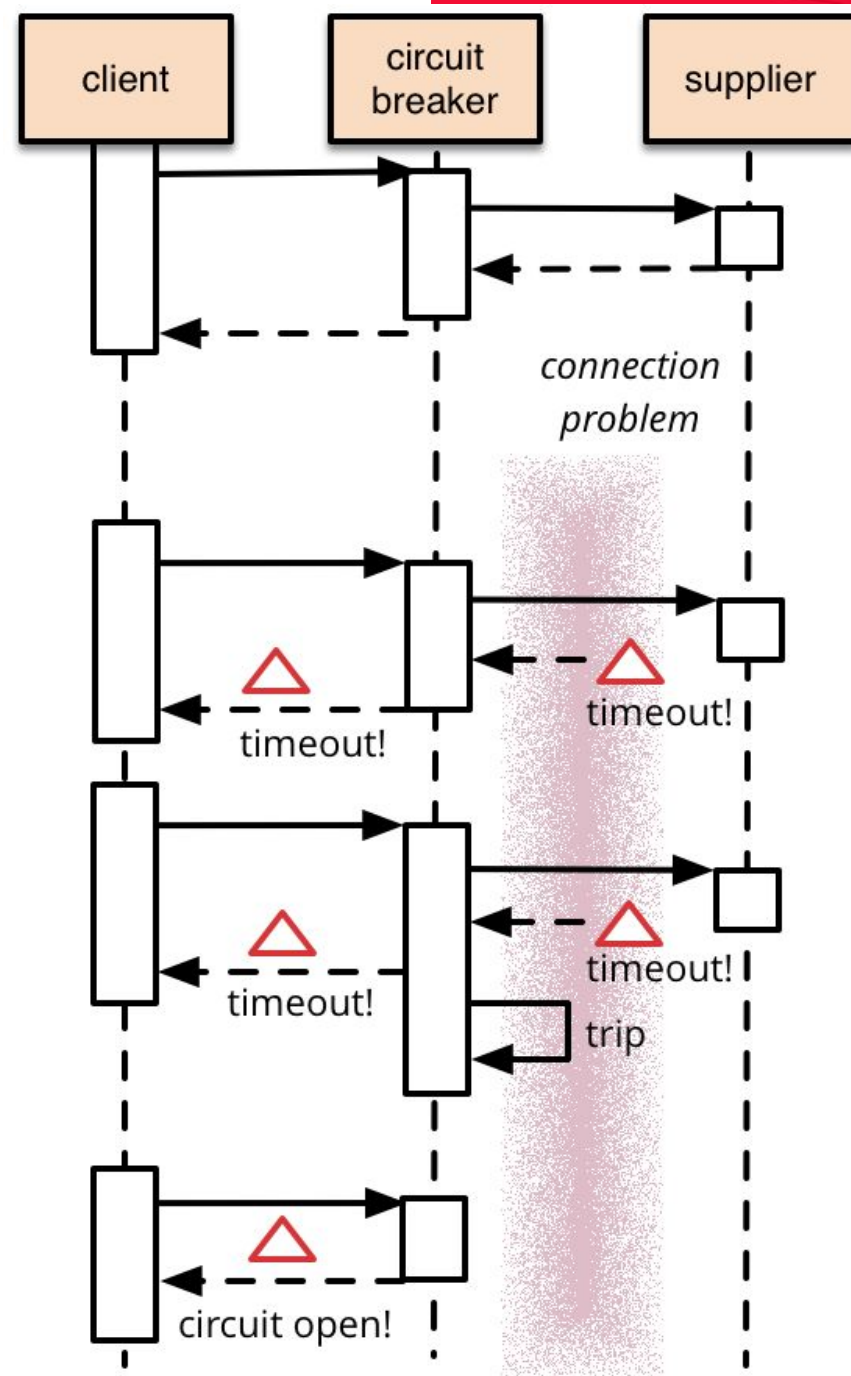 client
circuit
breaker
supplier
connection
problem
timeout!
timeout!
timeout!
timeout!
trip
circuit open!